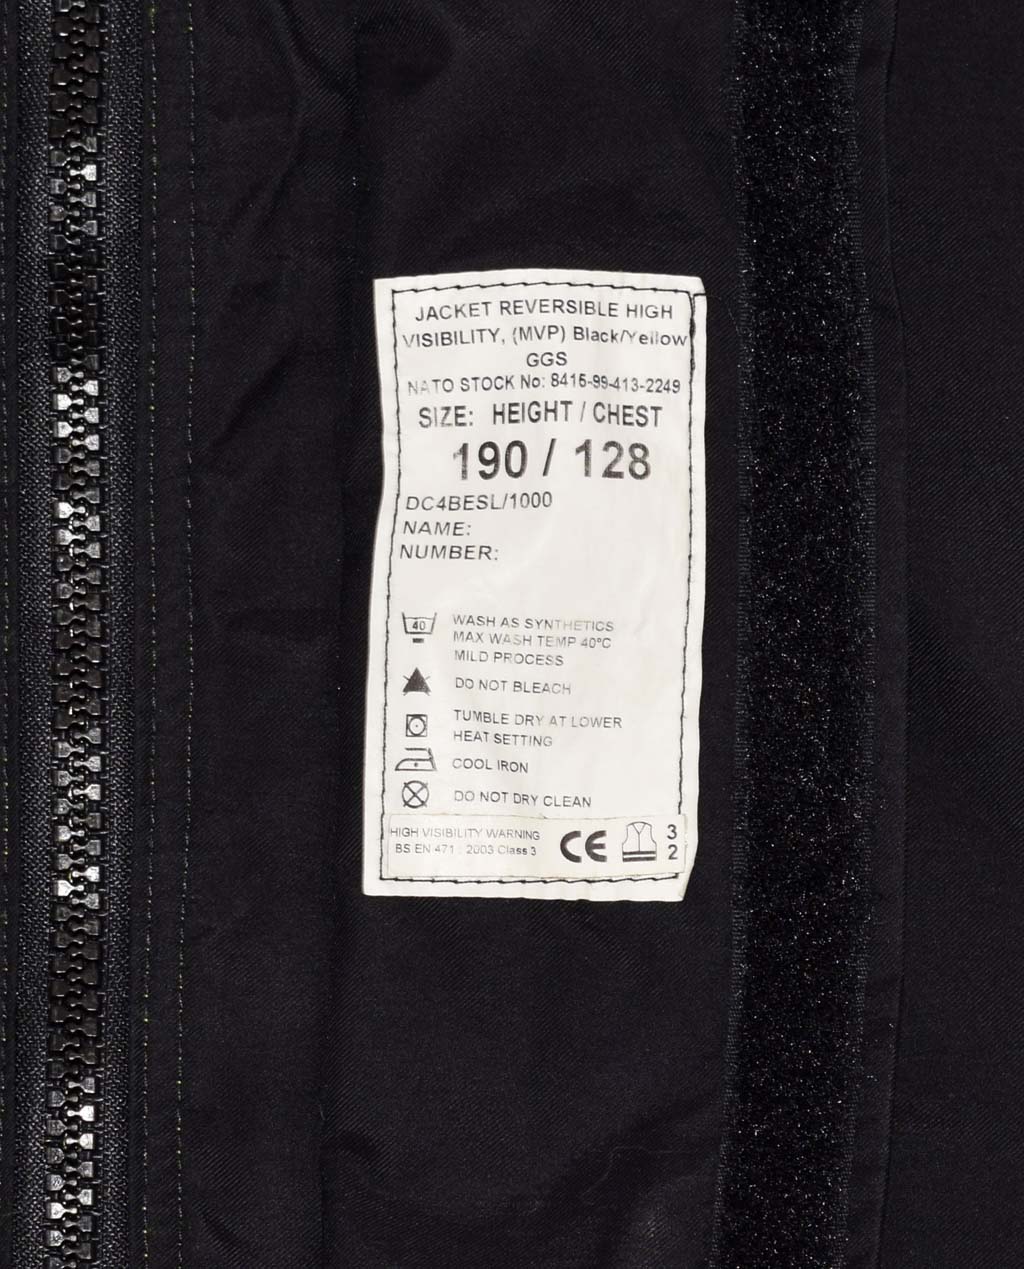 JACKET REVERSIBLE HIGH
VISIBILITY, (MVP) Black/Yellow
GGS
NATO STOCK No: 8415-99-413-2249
SIZE: HEIGHT / CHEST
190 / 128
DC4BESL/1000
NAME:
NUMBER:
40
WASH AS SYNTHETICS
MAX WASH TEMP 40°C
MILD PROCESS
DO NOT BLEACH
TUMBLE DRY AT LOWER
HEAT SETTING
COOL IRON
DO NOT DRY CLEAN
HIGH VISIBILITY WARNING
BS EN 471 : 2003 Class 3
CE
3
2